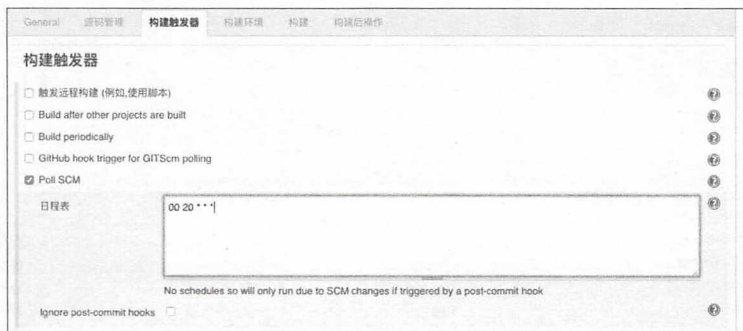 General 源码管理 构建触发器 构建环境 构建 构建后操作
构建触发器
触发远程构建 (例如,使用脚本)
Build after other projects are built
Build periodically
GitHub hook trigger for GITScm polling
Poll SCM
日程表 00 20 * * *
No schedules so will only run due to SCM changes if triggered by a post-commit hook
Ignore post-commit hooks